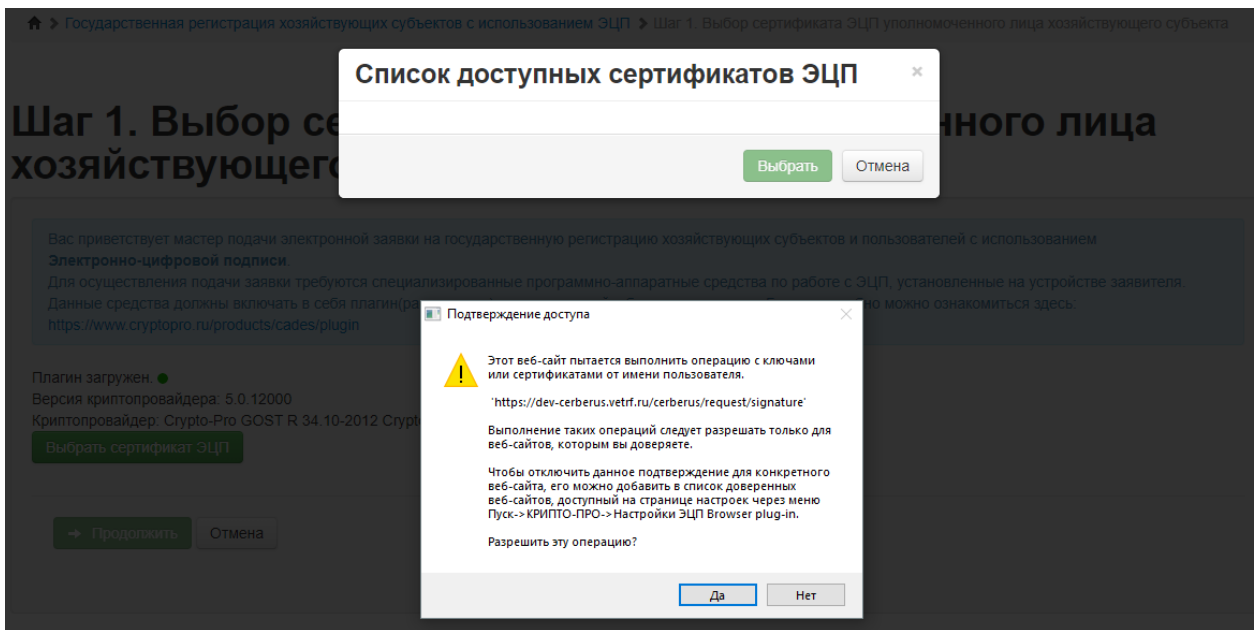 > Государственная регистрация хозяйствующих субъектов с использованием ЭЦП > Шаг 1. Выбор сертификата ЭЦП уполномоченного лица хозяйствующего субъекта
Список доступных сертификатов ЭЦП ×
Шаг 1. Выбор нного лица
Выбрать Отмена
Вас приветствует мастер подачи электронной заявки на государственную регистрацию хозяйствующих субъектов и пользователей с использованием
Электронно-цифровой подписи.
Для осуществления подачи заявки требуются специализированные программно-аппаратные средства по работе с ЭЦП, установленные на устройстве заявителя.
Данные средства должны включать в себя можно ознакомиться здесь:
https://www.cryptopro.ru/products/cades/plugin
Подтверждение доступа
Этот веб-сайт пытается выполнить операцию с ключами
или сертификатами от имени пользователя.
'https://dev-cerberus.vetrf.ru/cerberus/request/signature'
Выполнение таких операций следует разрешать только для
веб-сайтов, которым вы доверяете.
Чтобы отключить данное подтверждение для конкретного
веб-сайта, его можно добавить в список доверенных
веб-сайтов, доступный на странице настроек через меню
Пуск->КРИПТО-ПРО->Настройки ЭЦП Browser plug-in.
Разрешить эту операцию?
Да Нет
Плагин загружен.
Версия криптопровайдера: 5.0.12000
Криптопровайдер: Crypto-Pro GOST R 34.10-2012 Crypt
Выбрать сертификат ЭЦП
Продолжить Отмена